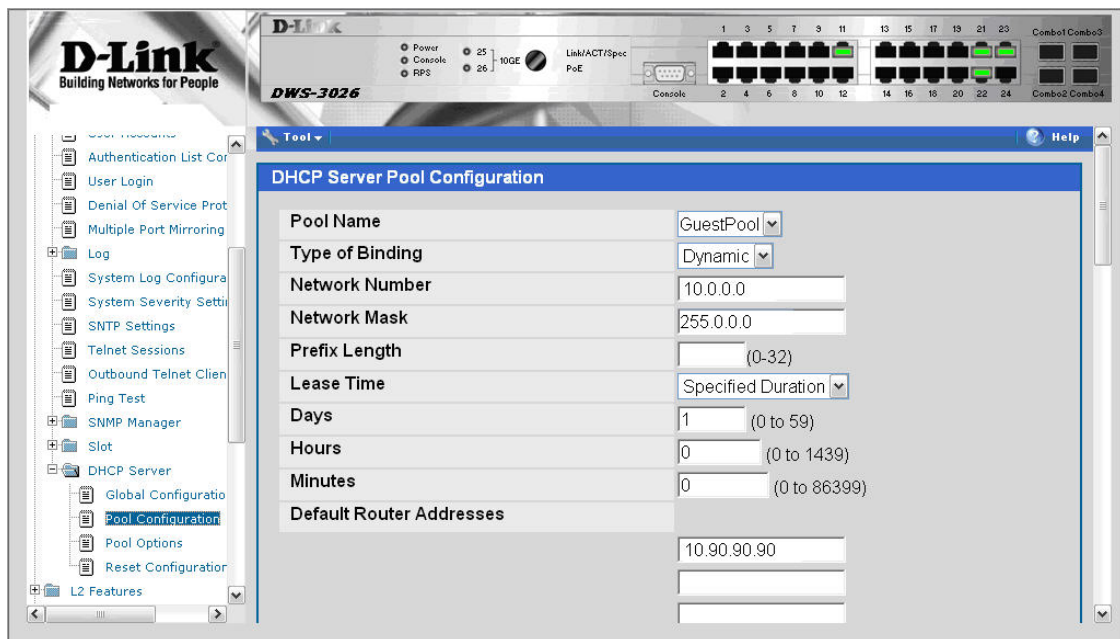 D-Link
Building Networks for People
D-Link
DWS-3026
Power
Console
RPS
25
26
10GE
Link/ACT/Spec
PoE
Console
1 3 5 7 9 11 13 15 17 19 21 23
2 4 6 8 10 12 14 16 18 20 22 24
Combo1 Combo3
Combo2 Combo4
Authentication List Cor
User Login
Denial Of Service Prot
Multiple Port Mirroring
Log
System Log Configura
System Severity Setti
SNTP Settings
Telnet Sessions
Outbound Telnet Clien
Ping Test
SNMP Manager
Slot
DHCP Server
Global Configuratio
Pool Configuration
Pool Options
Reset Configuration
L2 Features
Tool
Help
DHCP Server Pool Configuration
Pool Name GuestPool
Type of Binding Dynamic
Network Number 10.0.0.0
Network Mask 255.0.0.0
Prefix Length (0-32)
Lease Time Specified Duration
Days 1 (0 to 59)
Hours 0 (0 to 1439)
Minutes 0 (0 to 86399)
Default Router Addresses
10.90.90.90